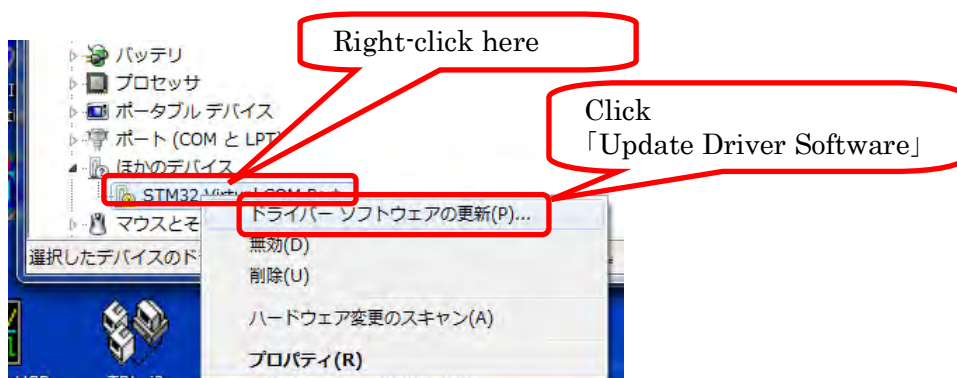 Right-click here
バッテリ
プロセッサ
ポータブル デバイス
ポート (COM と LPT)
Click
「Update Driver Software」
ほかのデバイス
STM32 Virtual COM Port
ドライバー ソフトウェアの更新(P)...
マウスとそ
無効(D)
選択したデバイスのド
削除(U)
ハードウェア変更のスキャン(A)
プロパティ(R)